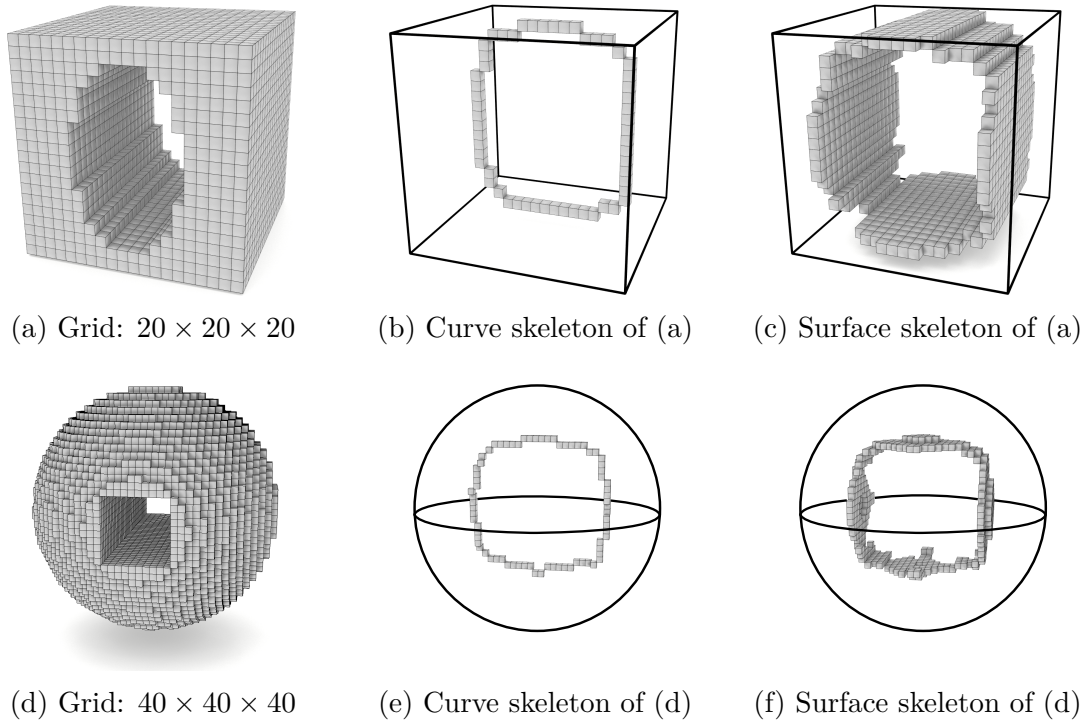 (a) Grid: 20 × 20 × 20
(b) Curve skeleton of (a)
(c) Surface skeleton of (a)
(d) Grid: 40 × 40 × 40
(e) Curve skeleton of (d)
(f) Surface skeleton of (d)